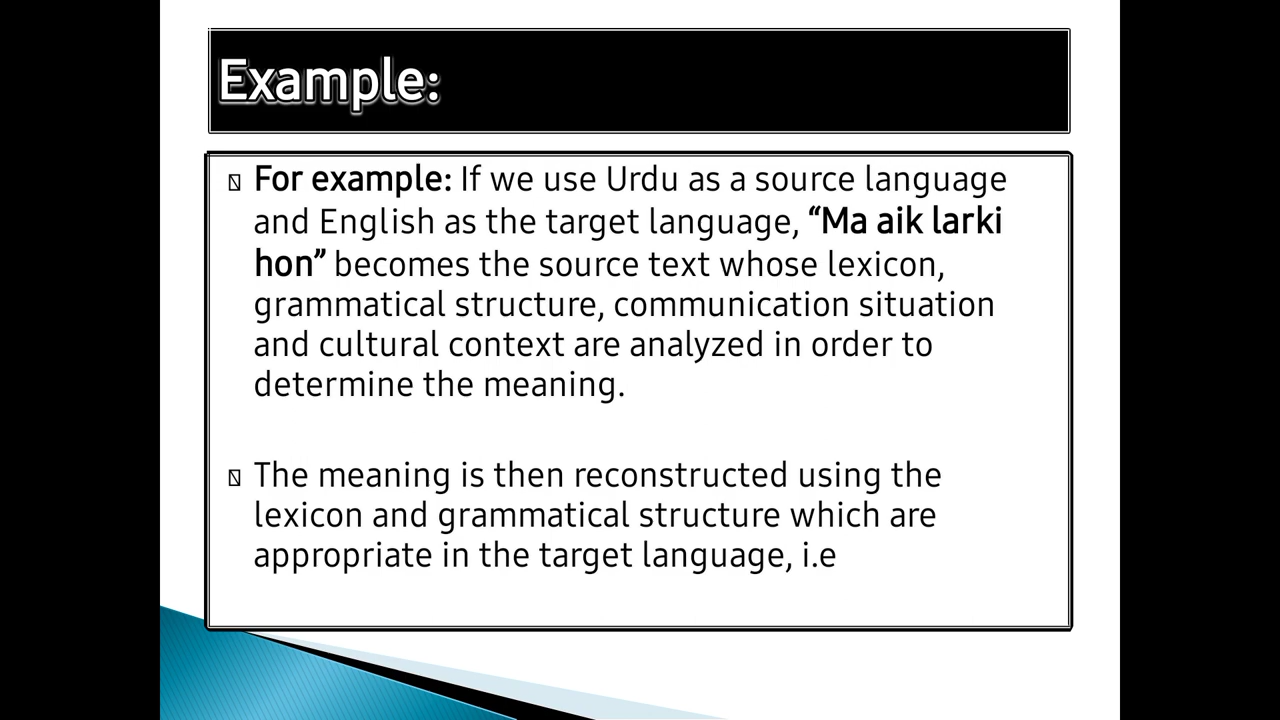 Example:
For example: If we use Urdu as a source language
and English as the target language, “Ma aik larki
hon” becomes the source text whose lexicon,
grammatical structure, communication situation
and cultural context are analyzed in order to
determine the meaning.
The meaning is then reconstructed using the
lexicon and grammatical structure which are
appropriate in the target language, i.e